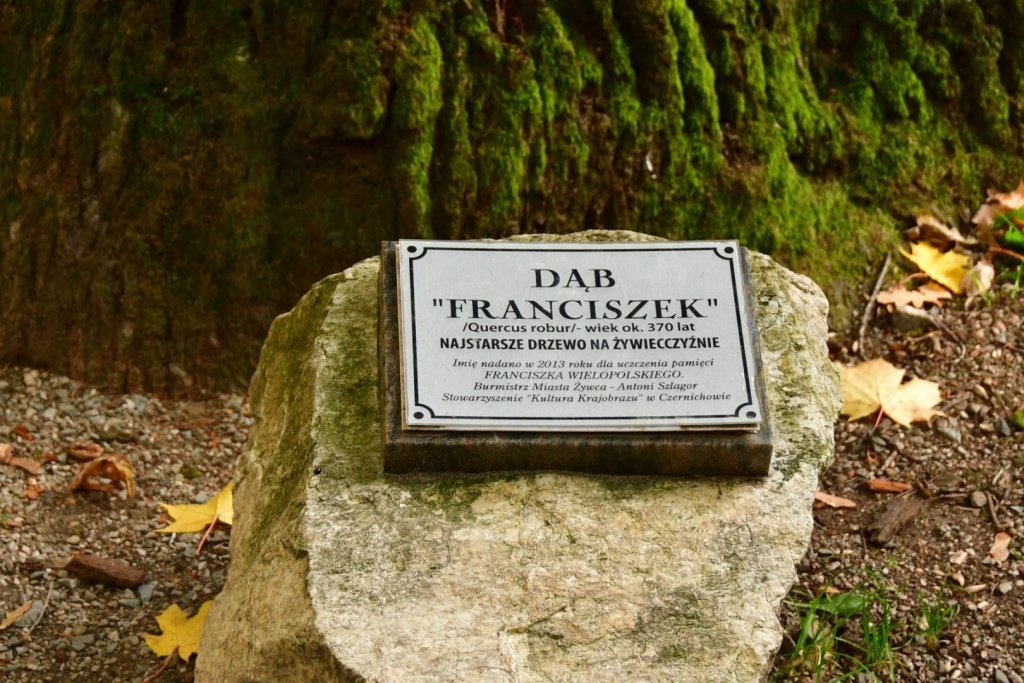 DĄB
"FRANCISZEK"
/Quercus robur/- wiek ok. 370 lat
NAJSTARSZE DRZEWO NA ŻYWIECCZYŹNIE
Imię nadano w 2013 roku dla uczczenia pamięci
FRANCISZKA WIELOPOLSKIEGO.
Burmistrz Miasta Żywca - Antoni Szlagor
Stowarzyszenie "Kultura Krajobrazu" w Czernichowie